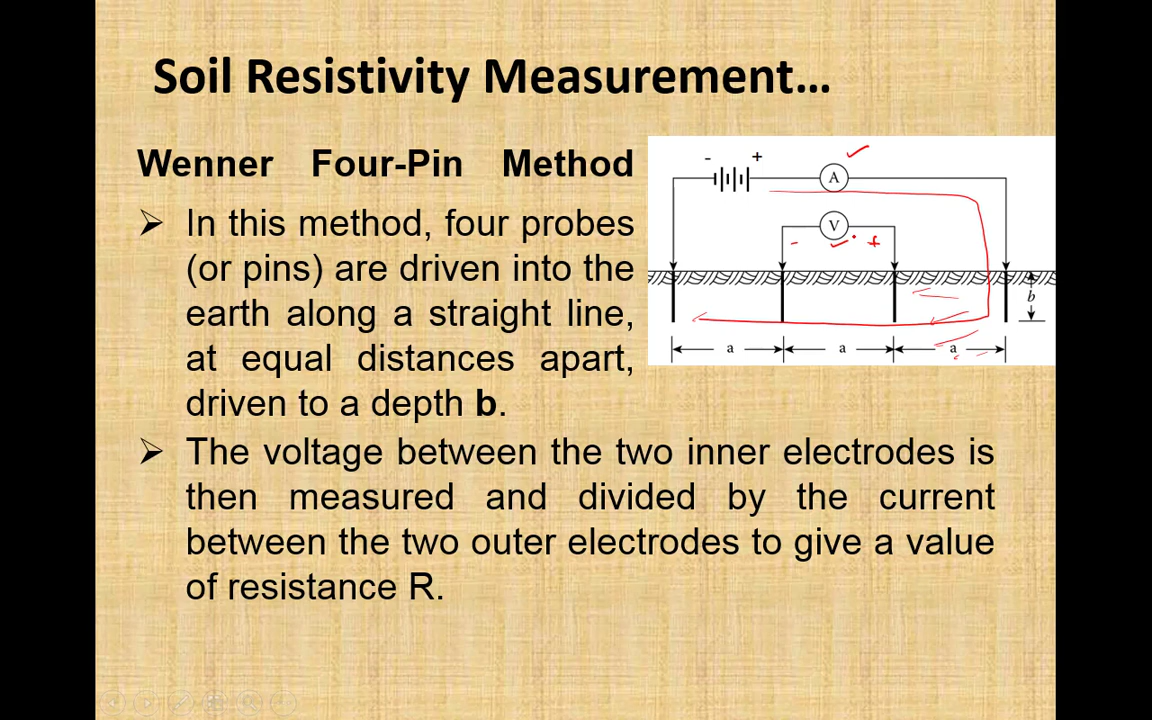 Soil Resistivity Measurement...
Wenner Four-Pin Method
- +
A
V
- +
b
a a a
➢ In this method, four probes
(or pins) are driven into the
earth along a straight line,
at equal distances apart,
driven to a depth b.
➢ The voltage between the two inner electrodes is
then measured and divided by the current
between the two outer electrodes to give a value
of resistance R.